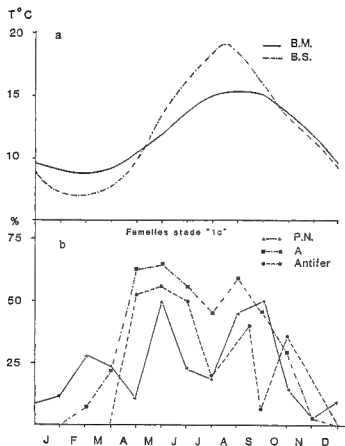 T°C
20
a
B.M.
B.S.
15
10
%
Femelles stade "1c"
75
b
P.N.
A
Antifer
50
25
J F M A M J J A S O N D